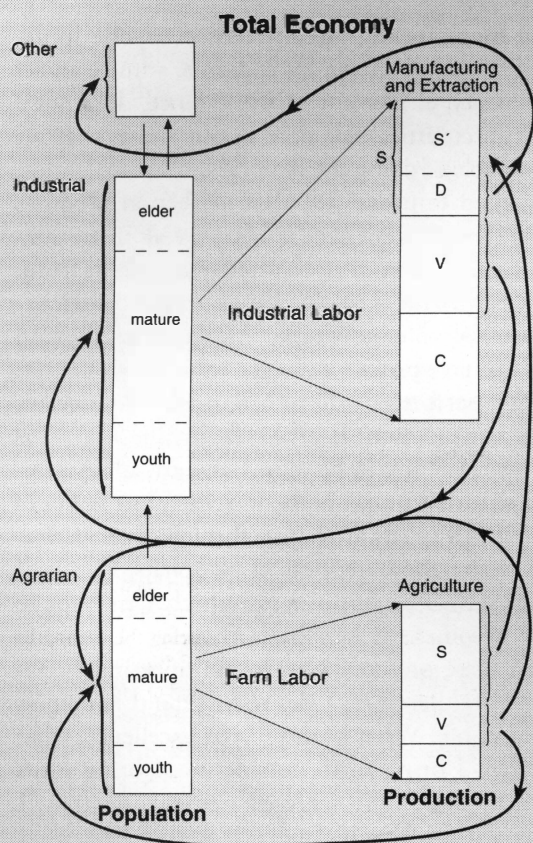 Total Economy
Other
Manufacturing
and Extraction
S´
S
D
Industrial
elder
V
mature
Industrial Labor
C
youth
Agrarian
Agriculture
elder
S
mature
Farm Labor
V
youth
C
Population
Production